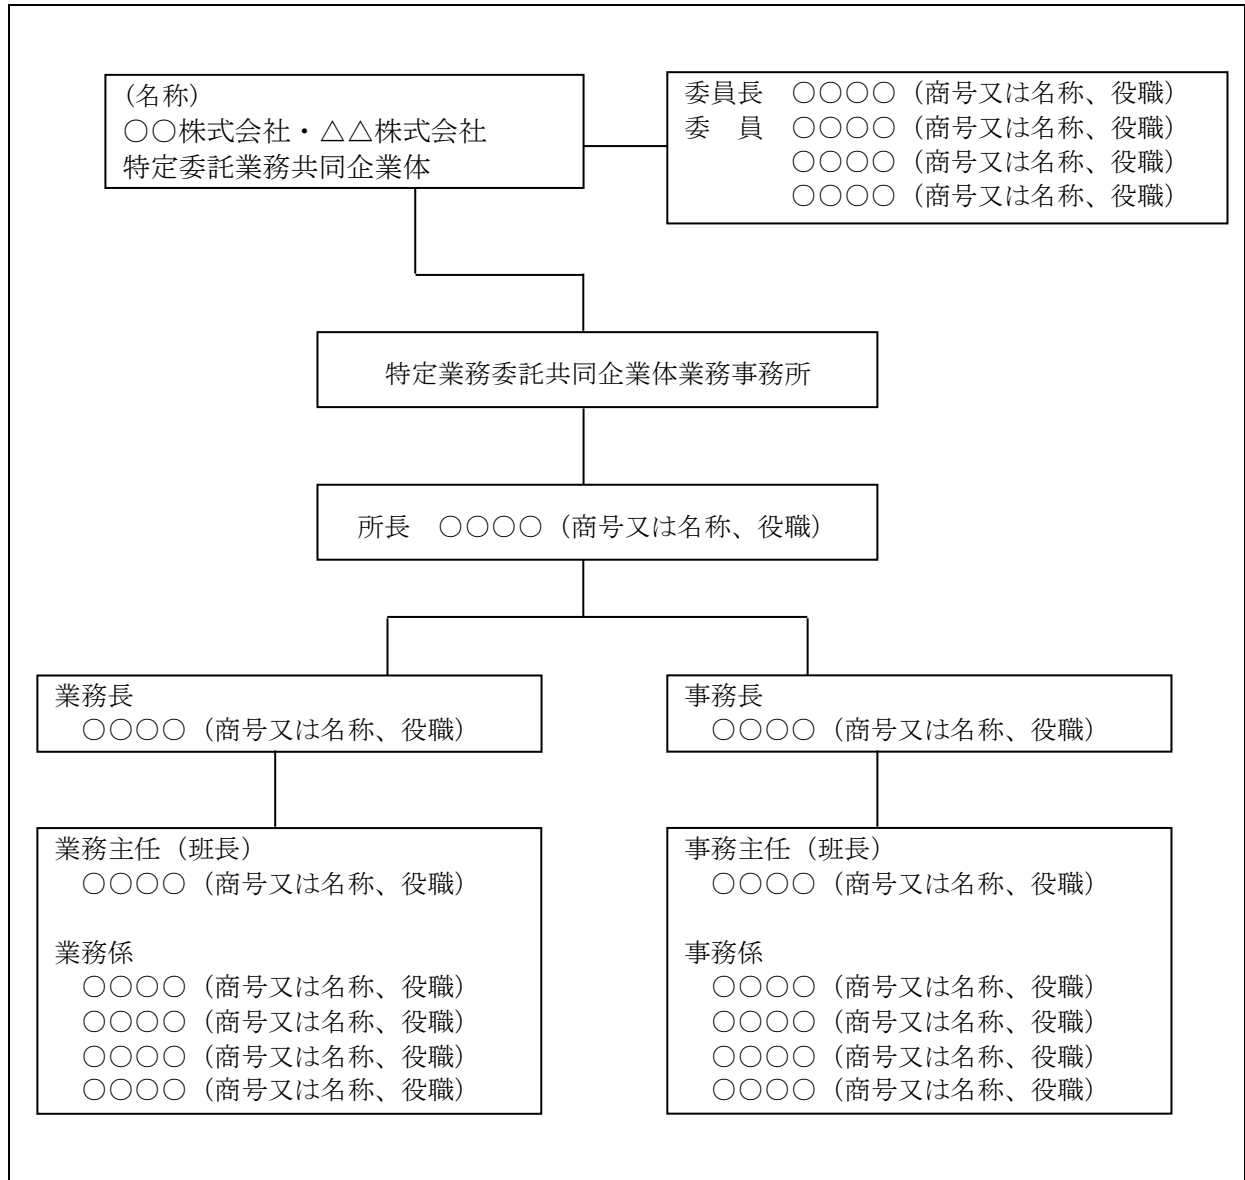 (名称)
○○株式会社・△△株式会社
特定委託業務共同企業体
委員長　○○○○（商号又は名称、役職）
委　員　○○○○（商号又は名称、役職）
○○○○（商号又は名称、役職）
○○○○（商号又は名称、役職）
特定業務委託共同企業体業務事務所
所長　○○○○（商号又は名称、役職）
業務長
○○○○（商号又は名称、役職）
事務長
○○○○（商号又は名称、役職）
業務主任（班長）
○○○○（商号又は名称、役職）
業務係
○○○○（商号又は名称、役職）
○○○○（商号又は名称、役職）
○○○○（商号又は名称、役職）
○○○○（商号又は名称、役職）
事務主任（班長）
○○○○（商号又は名称、役職）
事務係
○○○○（商号又は名称、役職）
○○○○（商号又は名称、役職）
○○○○（商号又は名称、役職）
○○○○（商号又は名称、役職）